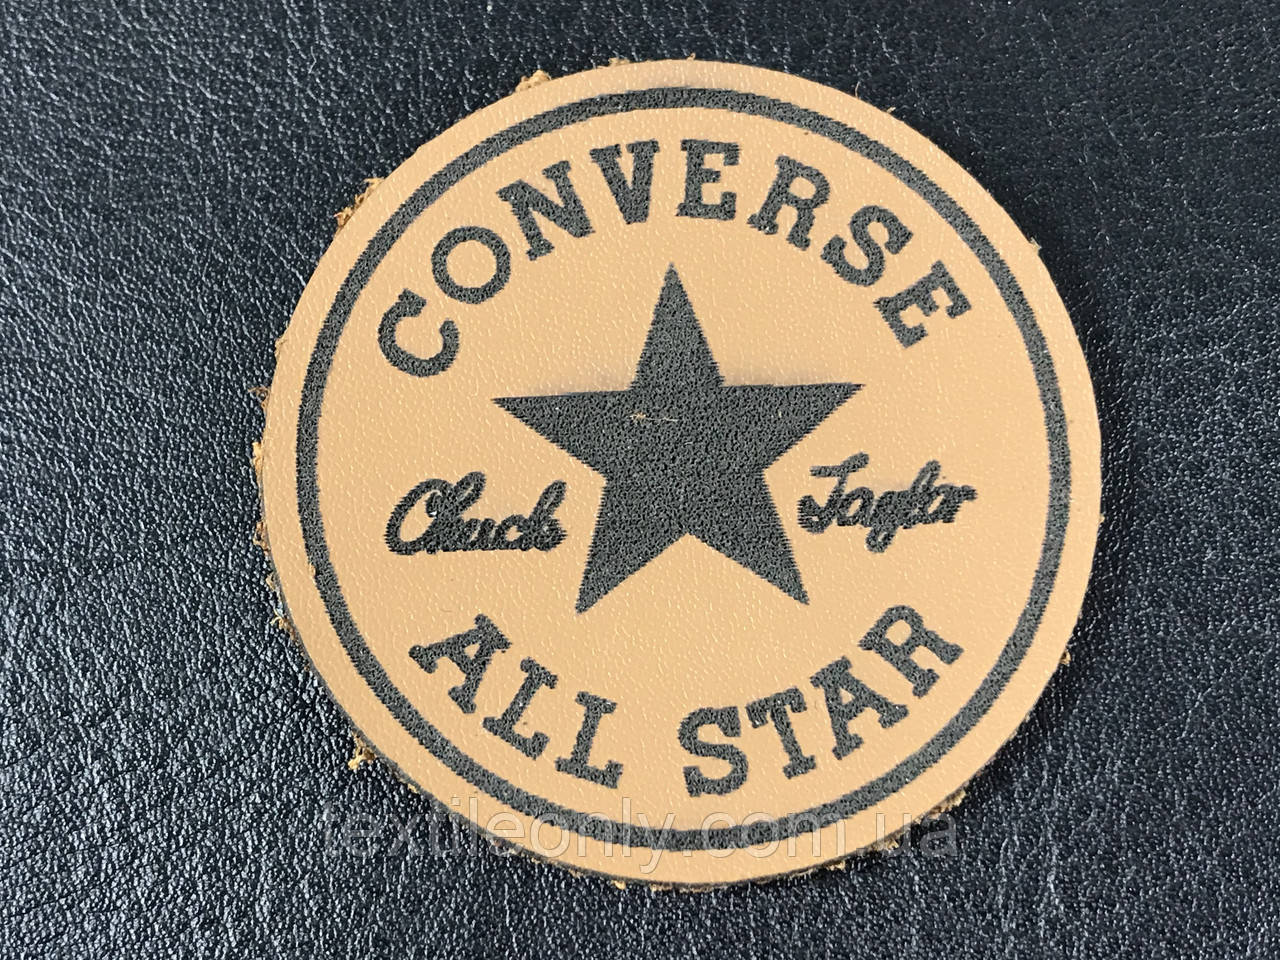 CONVERSE
Chuck Taylor
ALL STAR
textileonly.com.ua